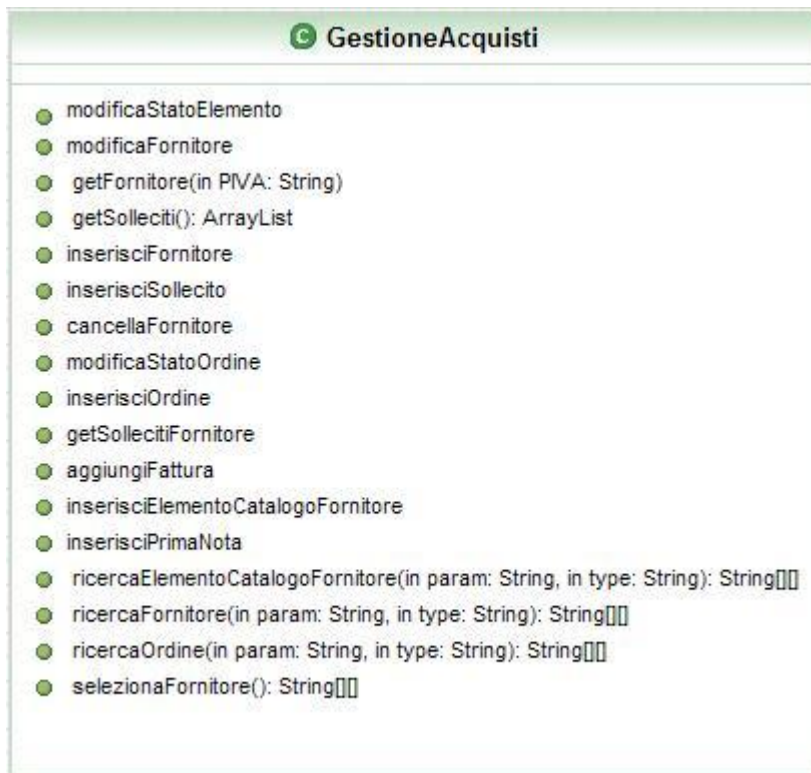 C GestioneAcquisti
modificaStatoElemento
modificaFornitore
getFornitore(in PIVA: String)
getSolleciti(): ArrayList
inserisciFornitore
inserisciSollecito
cancellaFornitore
modificaStatoOrdine
inserisciOrdine
getSollecitiFornitore
aggiungiFattura
inserisciElementoCatalogoFornitore
inserisciPrimaNota
ricercaElementoCatalogoFornitore(in param: String, in type: String): String[][]
ricercaFornitore(in param: String, in type: String): String[][]
ricercaOrdine(in param: String, in type: String): String[][]
selezionaFornitore(): String[][]